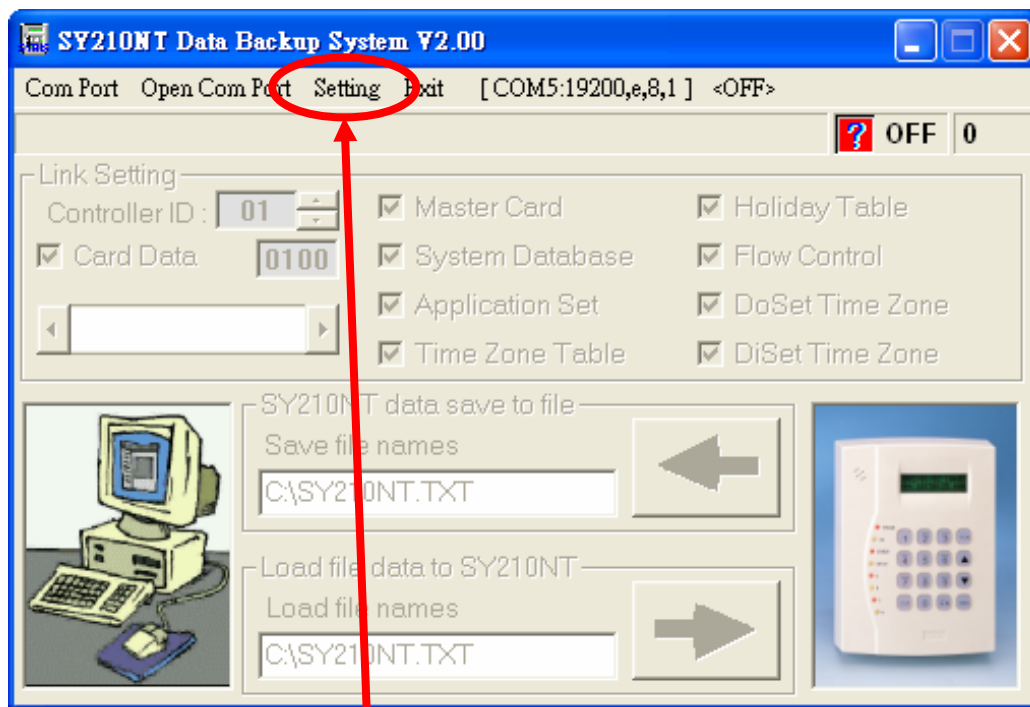 SY210NT Data Backup System V2.00
Com Port Open Com Port Setting Exit [ COM5:19200,e,8,1 ] <OFF>
? OFF 0
Link Setting
Controller ID : 01
Card Data 0100
Master Card
System Database
Application Set
Time Zone Table
Holiday Table
Flow Control
DoSet Time Zone
DiSet Time Zone
SY210NT data save to file
Save file names
C:\SY210NT.TXT
Load file data to SY210NT
Load file names
C:\SY210NT.TXT